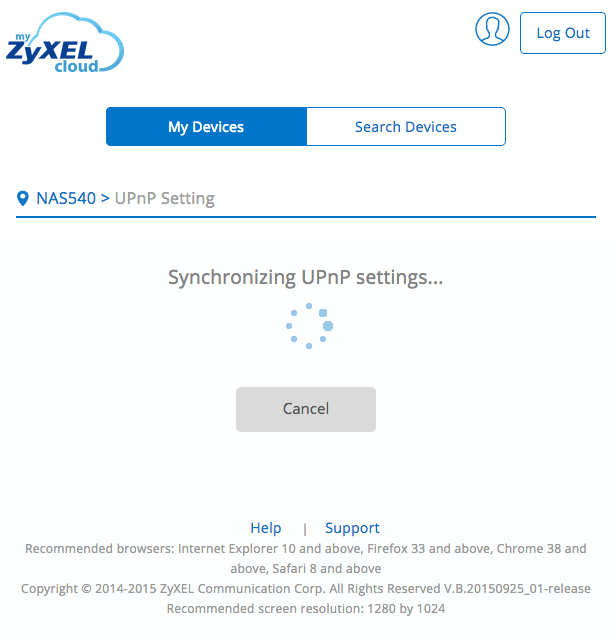 my
ZyXEL
cloud
Log Out
My Devices
Search Devices
NAS540 > UPnP Setting
Synchronizing UPnP settings...
Cancel
Help | Support
Recommended browsers: Internet Explorer 10 and above, Firefox 33 and above, Chrome 38 and
above, Safari 8 and above
Copyright © 2014-2015 ZyXEL Communication Corp. All Rights Reserved V.B.20150925_01-release
Recommended screen resolution: 1280 by 1024